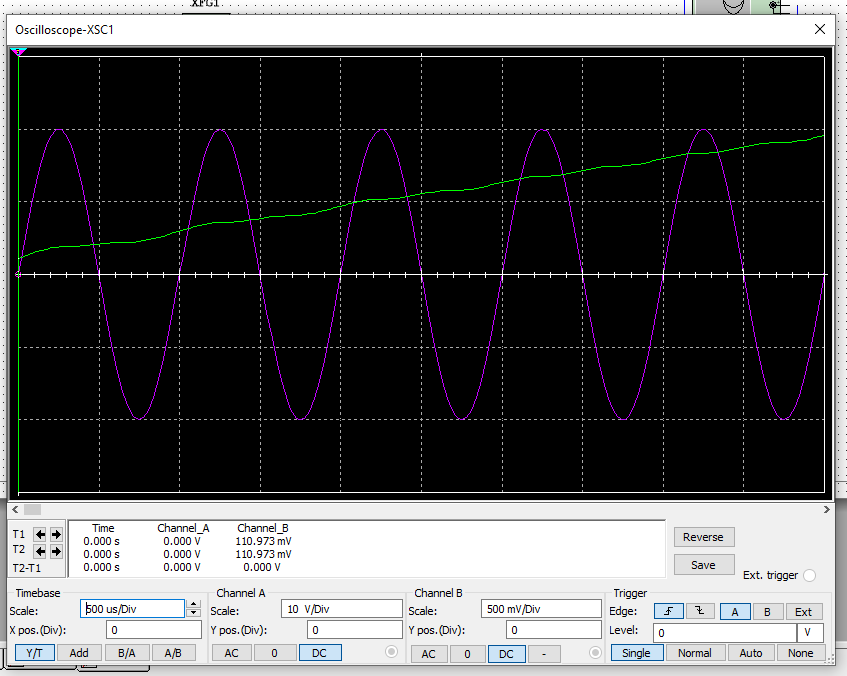 XFG1
Oscilloscope-XSC1
T1
T2
T2-T1
Time Channel_A Channel_B
0.000 s 0.000 V 110.973 mV
0.000 s 0.000 V 110.973 mV
0.000 s 0.000 V 0.000 V
Reverse
Save
Ext. trigger
Timebase
Scale: 500 us/Div
X pos.(Div): 0
Y/T Add B/A A/B
Channel A
Scale: 10 V/Div
Y pos.(Div): 0
AC 0 DC
Channel B
Scale: 500 mV/Div
Y pos.(Div): 0
AC 0 DC -
Trigger
Edge: A B Ext
Level: 0 V
Single Normal Auto None